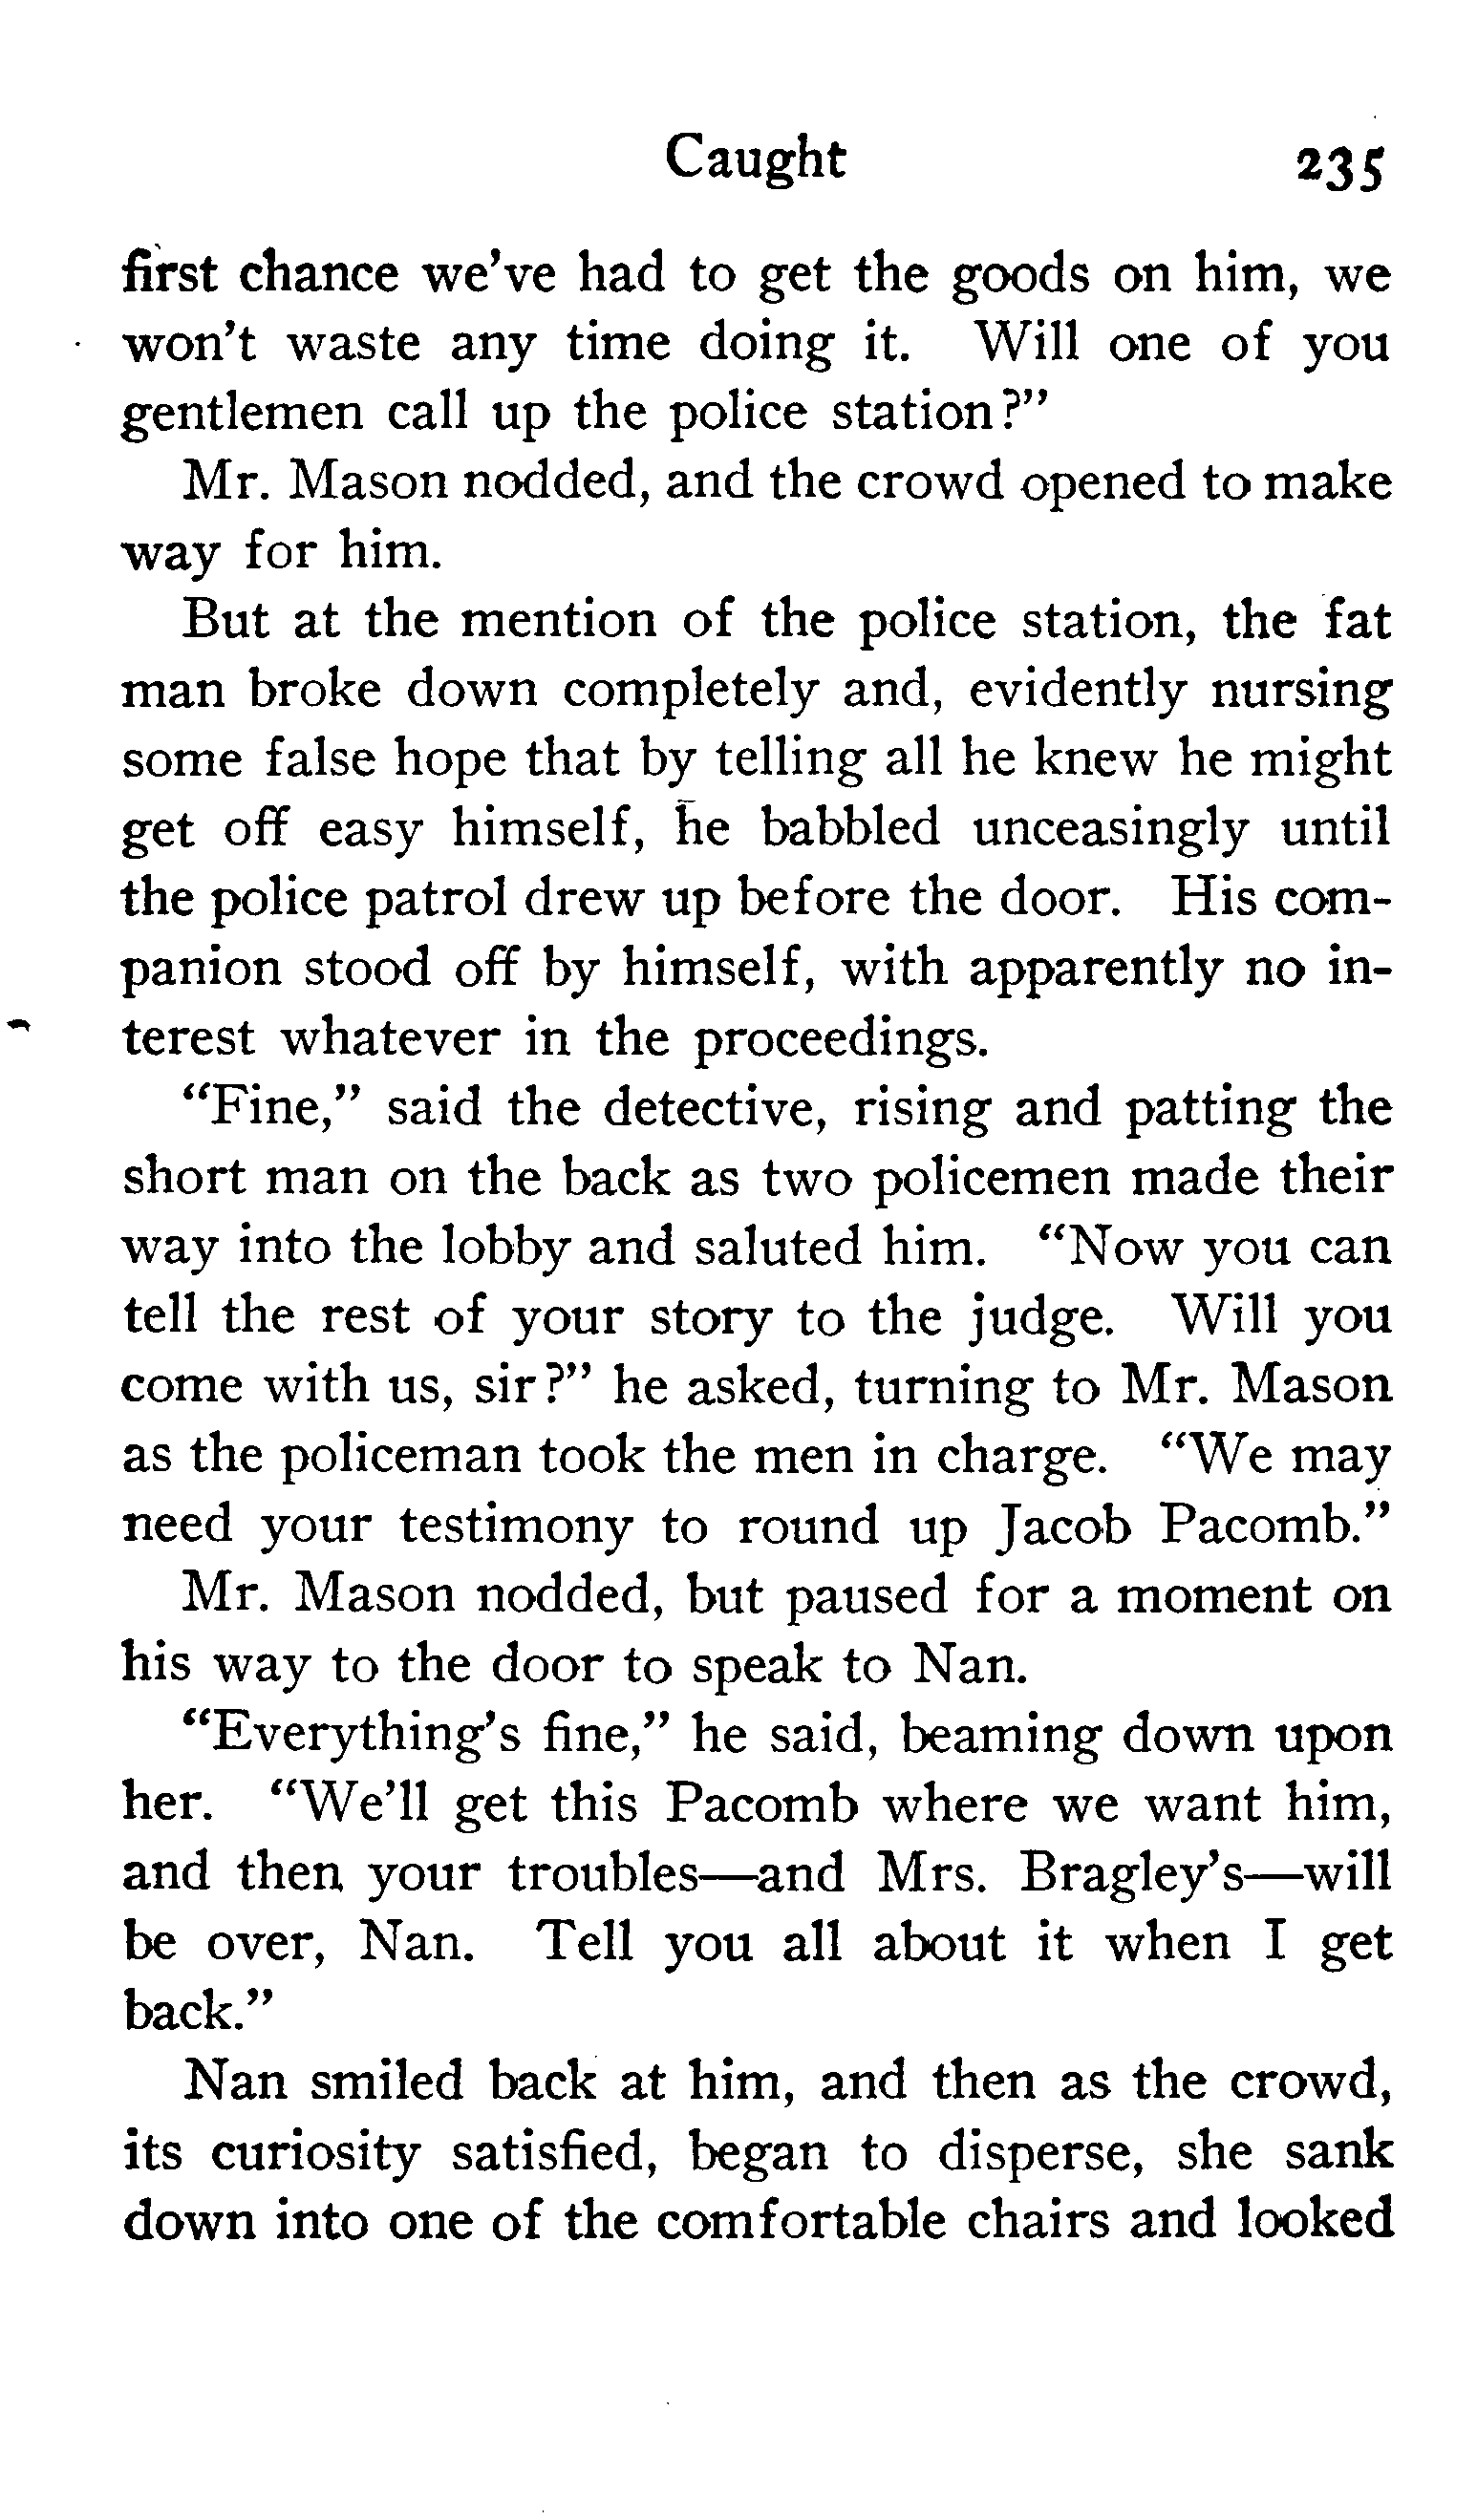 Caught 235
first chance we've had to get the goods on him, we
won't waste any time doing it. Will one of you
gentlemen call up the police station?"
Mr. Mason nodded, and the crowd opened to make
way for him.
But at the mention of the police station, the fat
man broke down completely and, evidently nursing
some false hope that by telling all he knew he might
get off easy himself, he babbled unceasingly until
the police patrol drew up before the door. His com-
panion stood off by himself, with apparently no in-
terest whatever in the proceedings.
"Fine," said the detective, rising and patting the
short man on the back as two policemen made their
way into the lobby and saluted him. "Now you can
tell the rest of your story to the judge. Will you
come with us, sir?" he asked, turning to Mr. Mason
as the policeman took the men in charge. "We may
need your testimony to round up Jacob Pacomb."
Mr. Mason nodded, but paused for a moment on
his way to the door to speak to Nan.
"Everything's fine," he said, beaming down upon
her. "We'll get this Pacomb where we want him,
and then your troubles—and Mrs. Bragley's—will
be over, Nan. Tell you all about it when I get
back."
Nan smiled back at him, and then as the crowd,
its curiosity satisfied, began to disperse, she sank
down into one of the comfortable chairs and looked